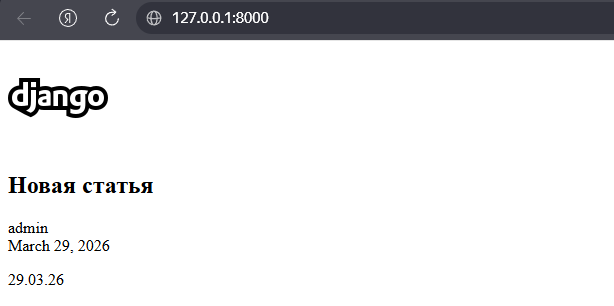 Я
127.0.0.1:8000
django
Новая статья
admin
March 29, 2026
29.03.26